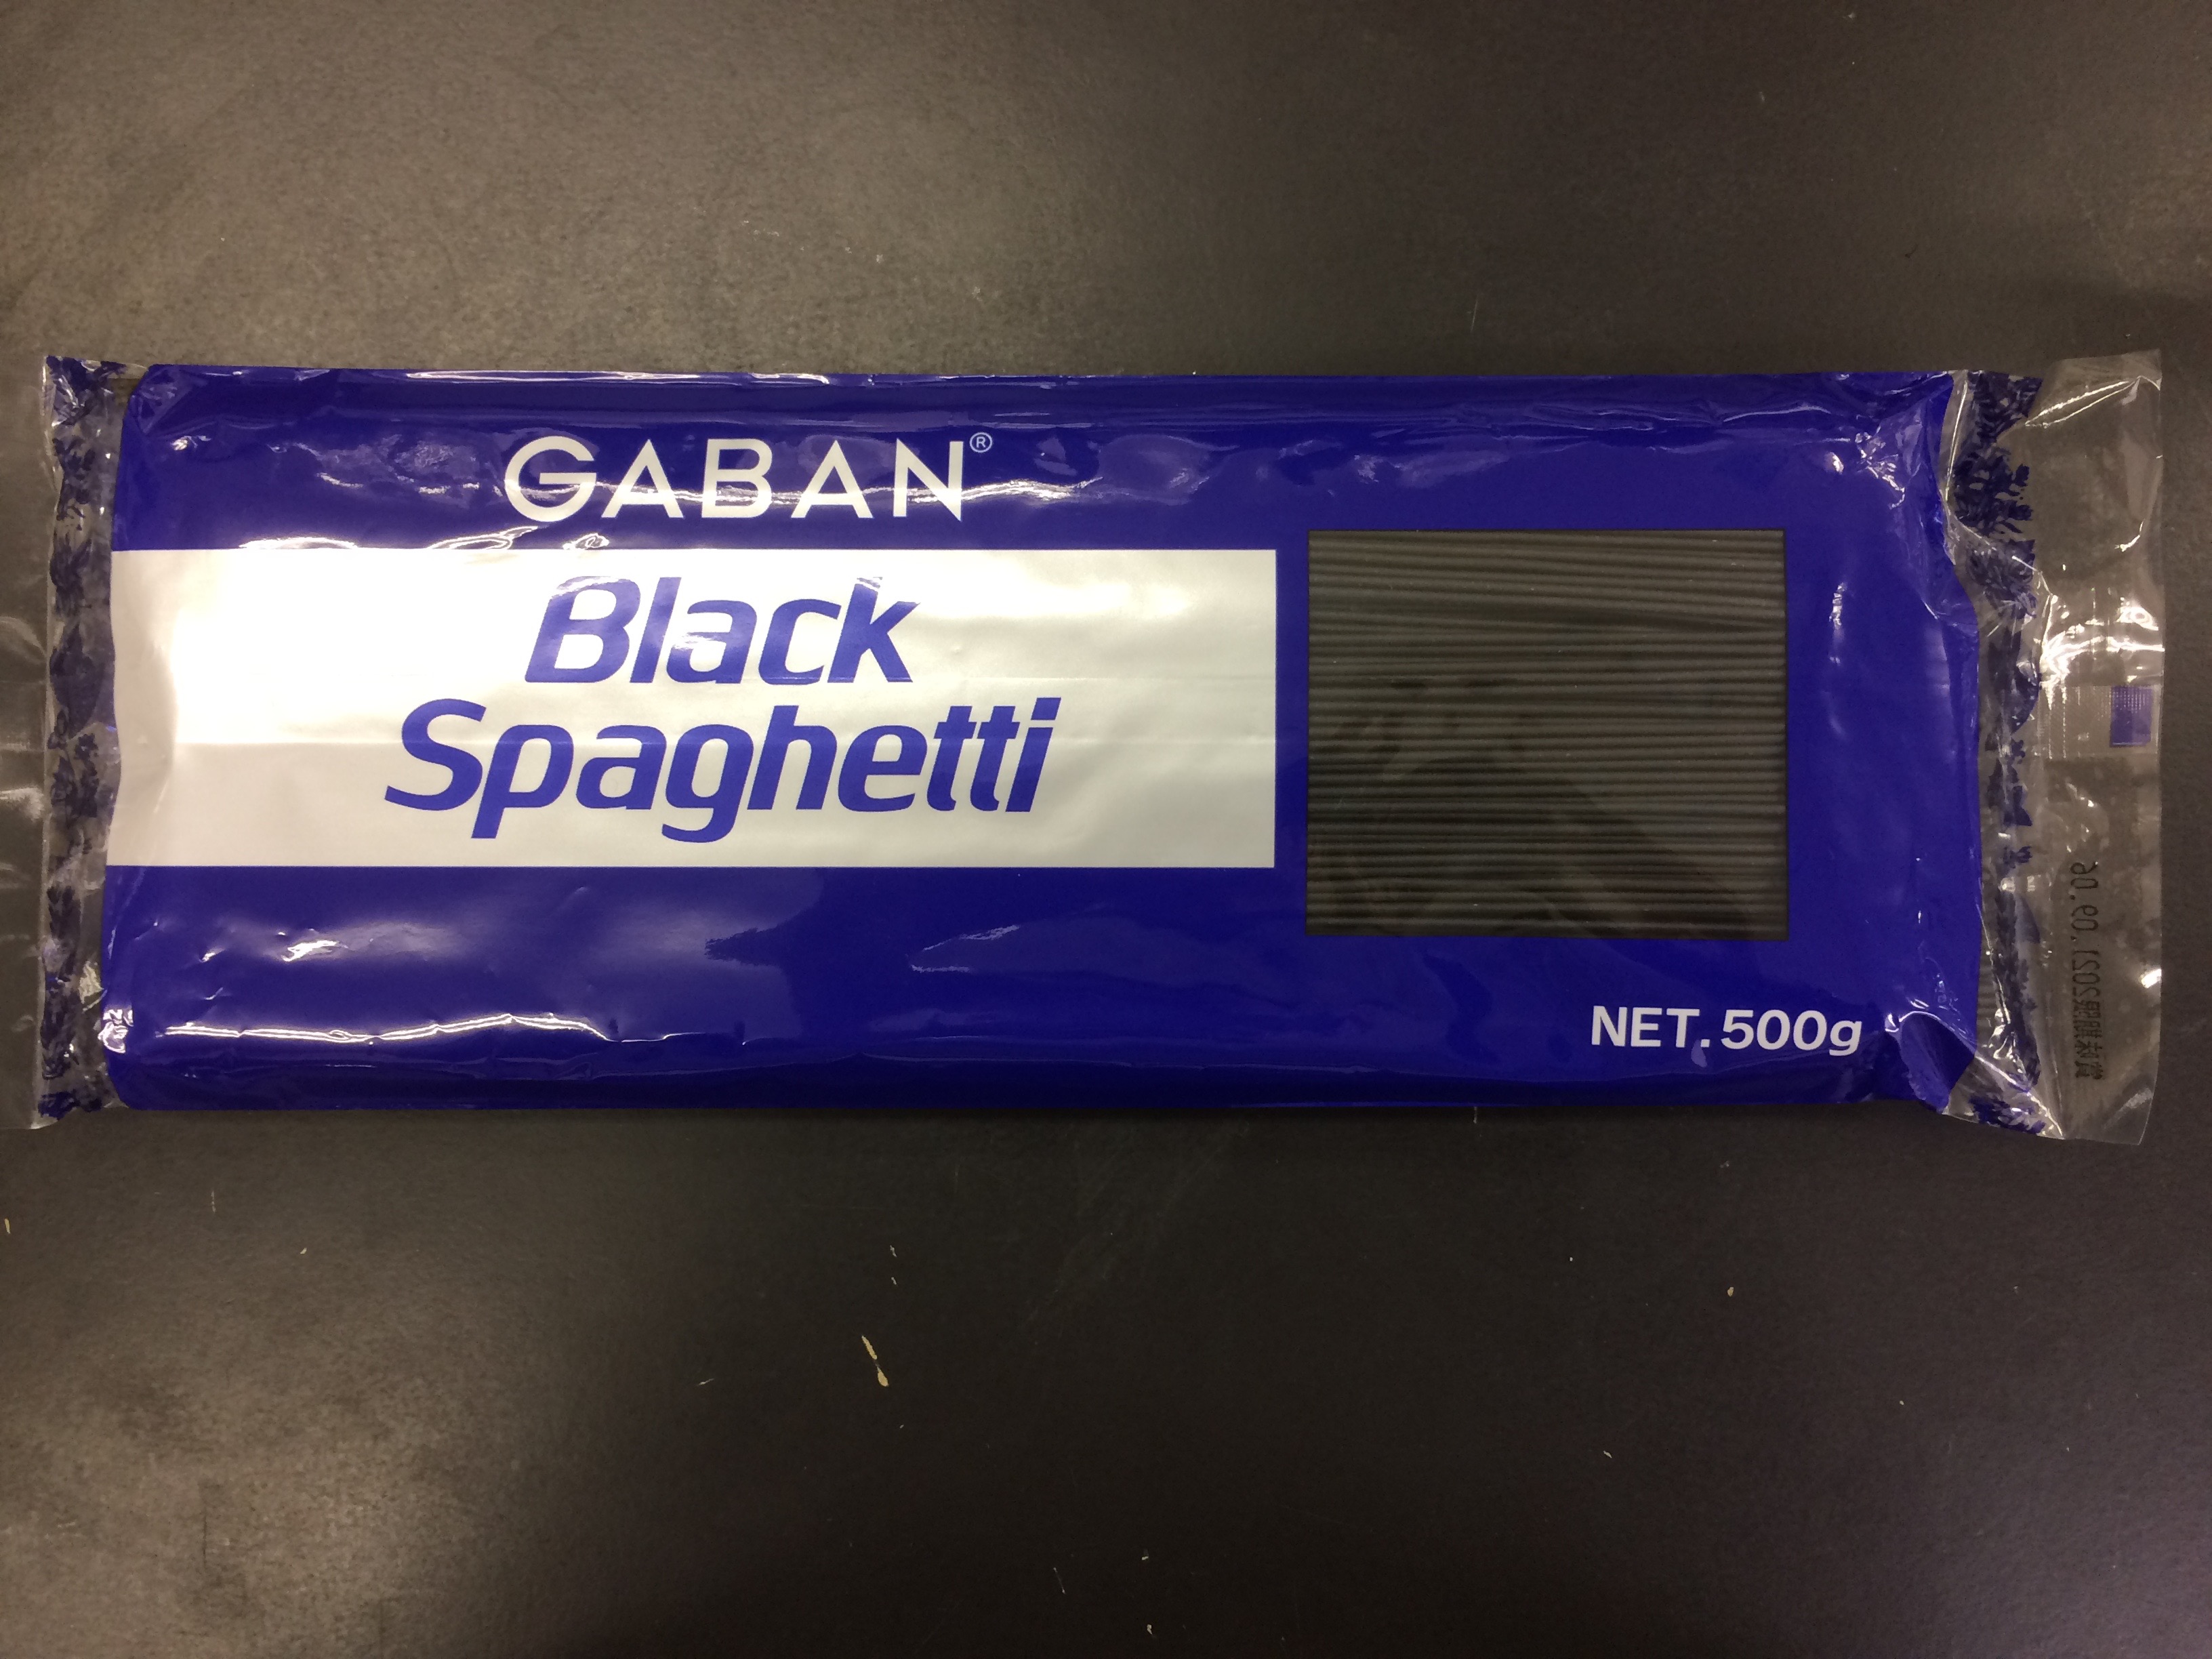 GABAN®
Black
Spaghetti
NET.500g
賞味期限2021.09.06